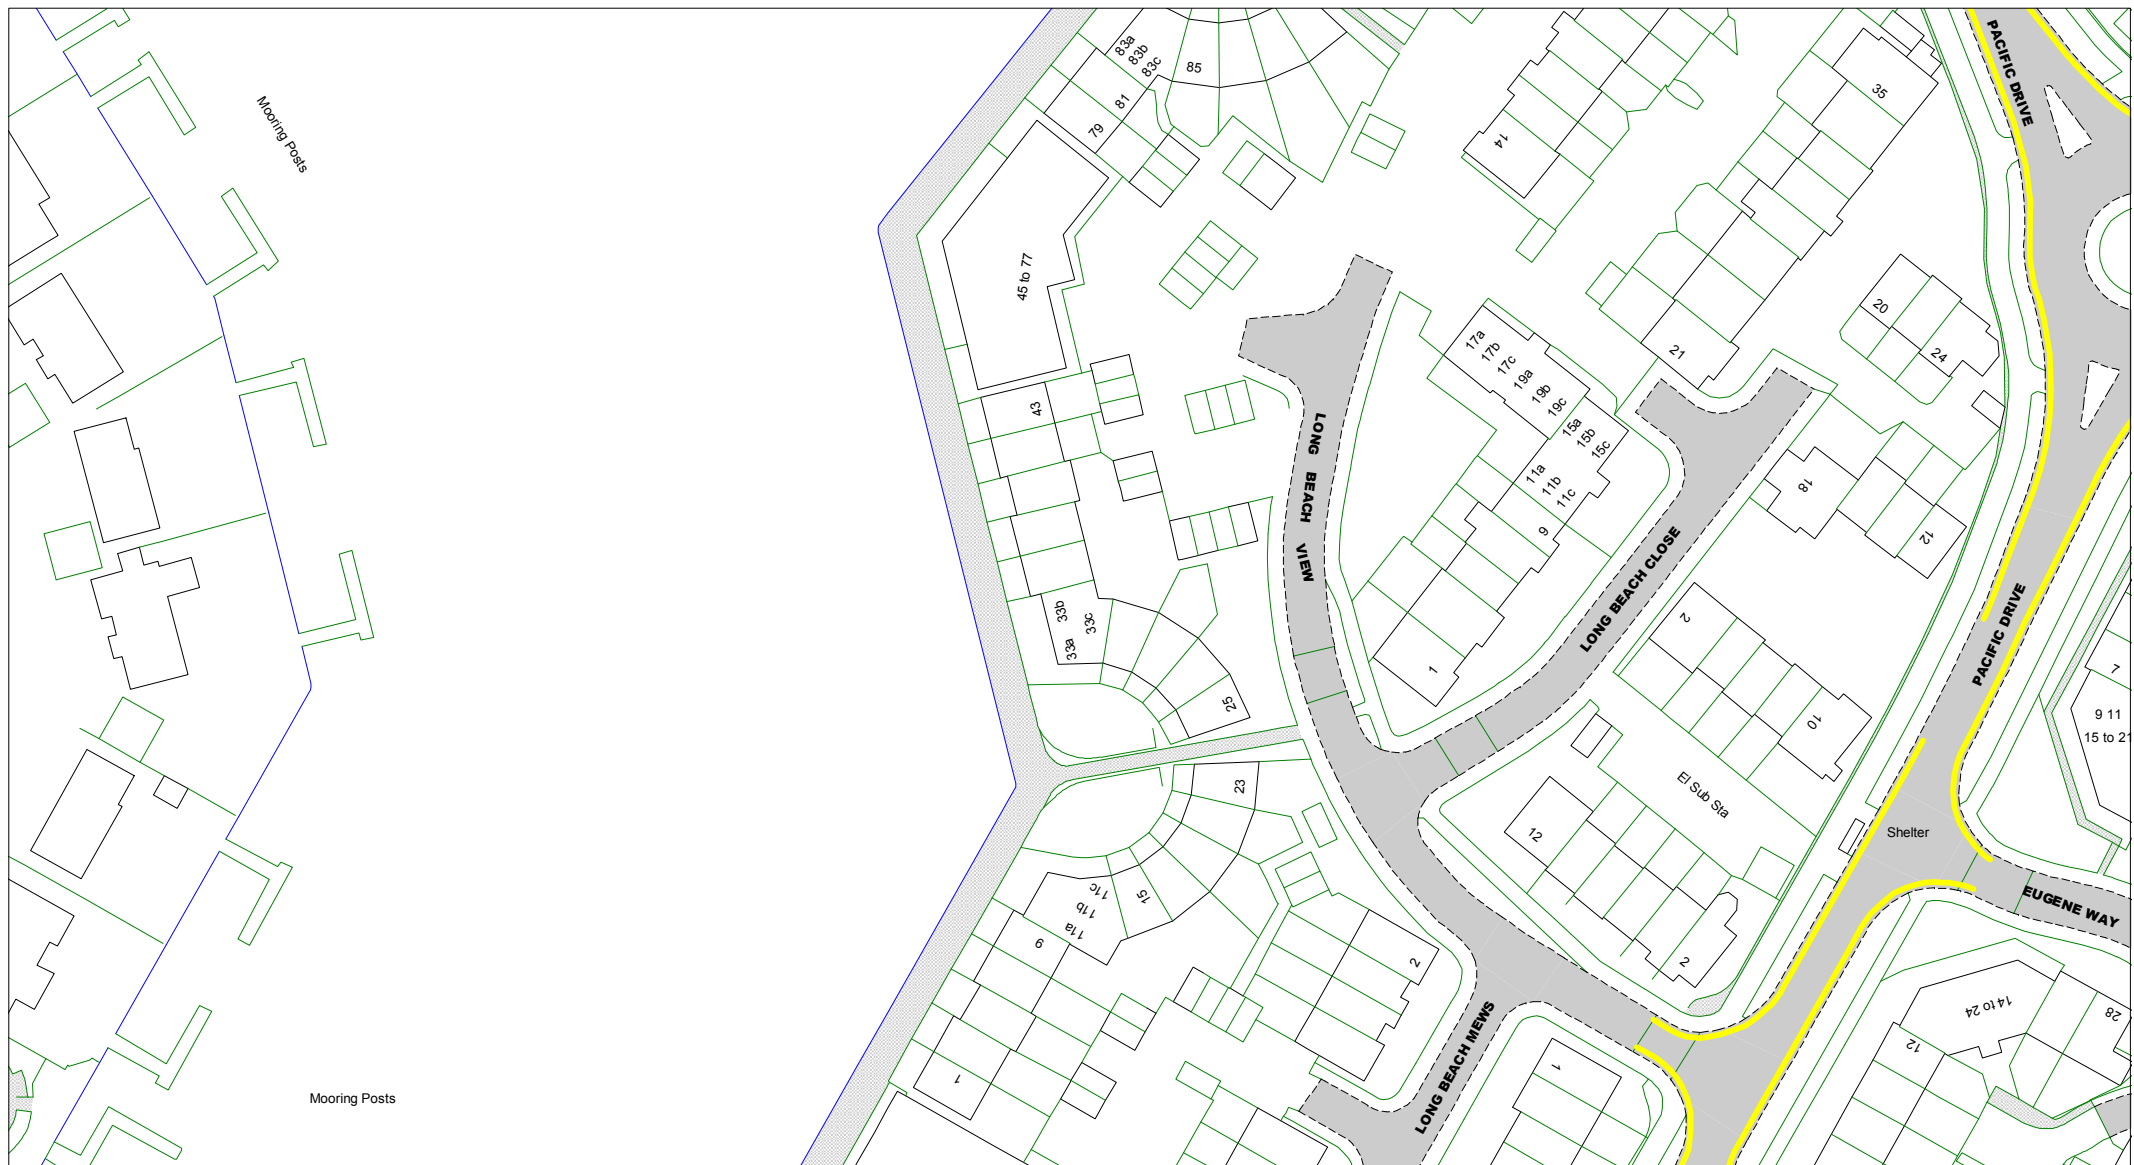 Mooring Posts
83a
83b
83c
85
81
79
45 to 77
14
35
PACIFIC DRIVE
20
24
21
17a
17b
17c
19a
19b
19c
15a
15b
15c
11a
11b
11c
9
1
43
LONG BEACH VIEW
LONG BEACH CLOSE
18
12
2
10
PACIFIC DRIVE
7
9 11
15 to 21
33a
33b
33c
25
23
El Sub Sta
12
2
Shelter
EUGENE WAY
15
11c
11b
11a
9
1
2
LONG BEACH MEWS
1
14 to 24
28
12
Mooring Posts